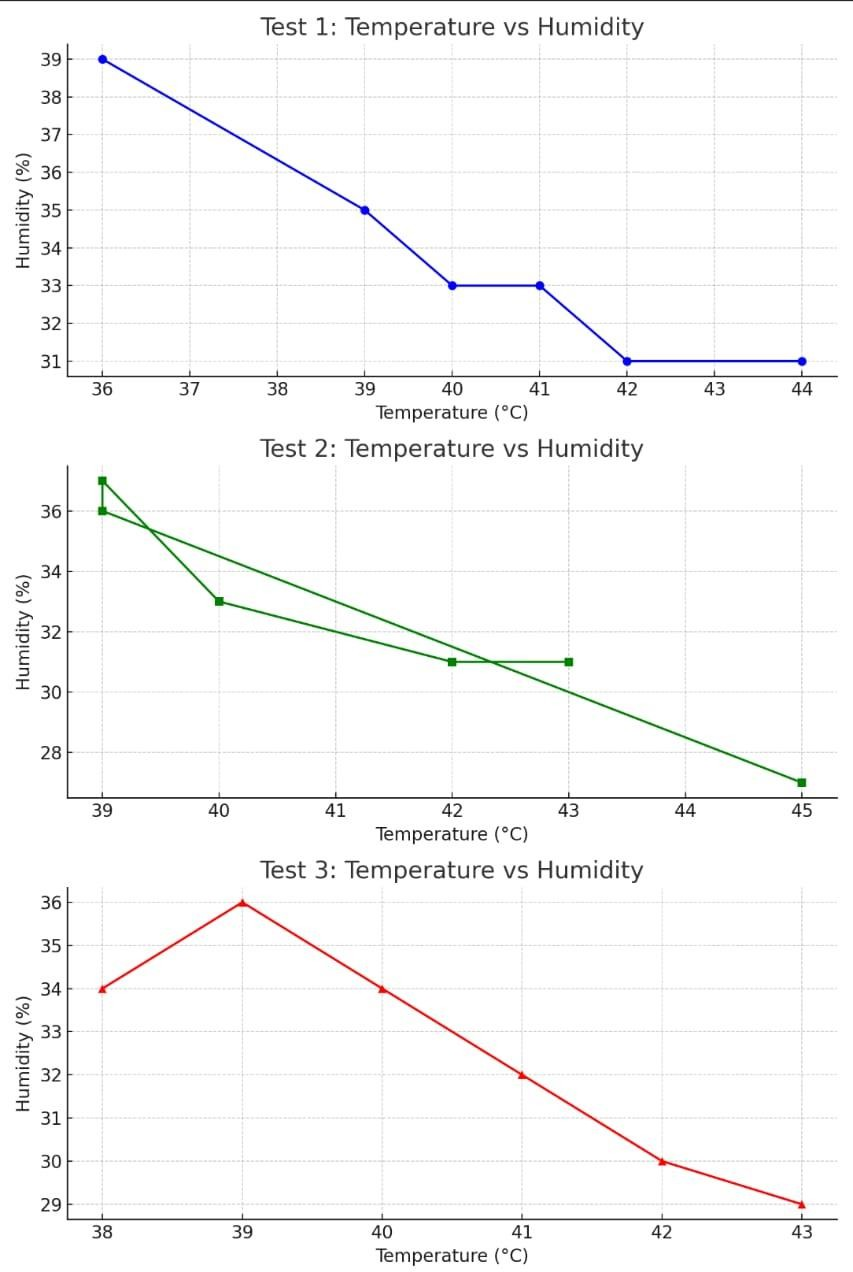 Test 1: Temperature vs Humidity
39
38
37
36
35
34
33
32
31
Humidity (%)
36 37 38 39 40 41 42 43 44
Temperature (°C)
Test 2: Temperature vs Humidity
36
34
32
30
28
Humidity (%)
39 40 41 42 43 44 45
Temperature (°C)
Test 3: Temperature vs Humidity
36
35
34
33
32
31
30
29
Humidity (%)
38 39 40 41 42 43
Temperature (°C)